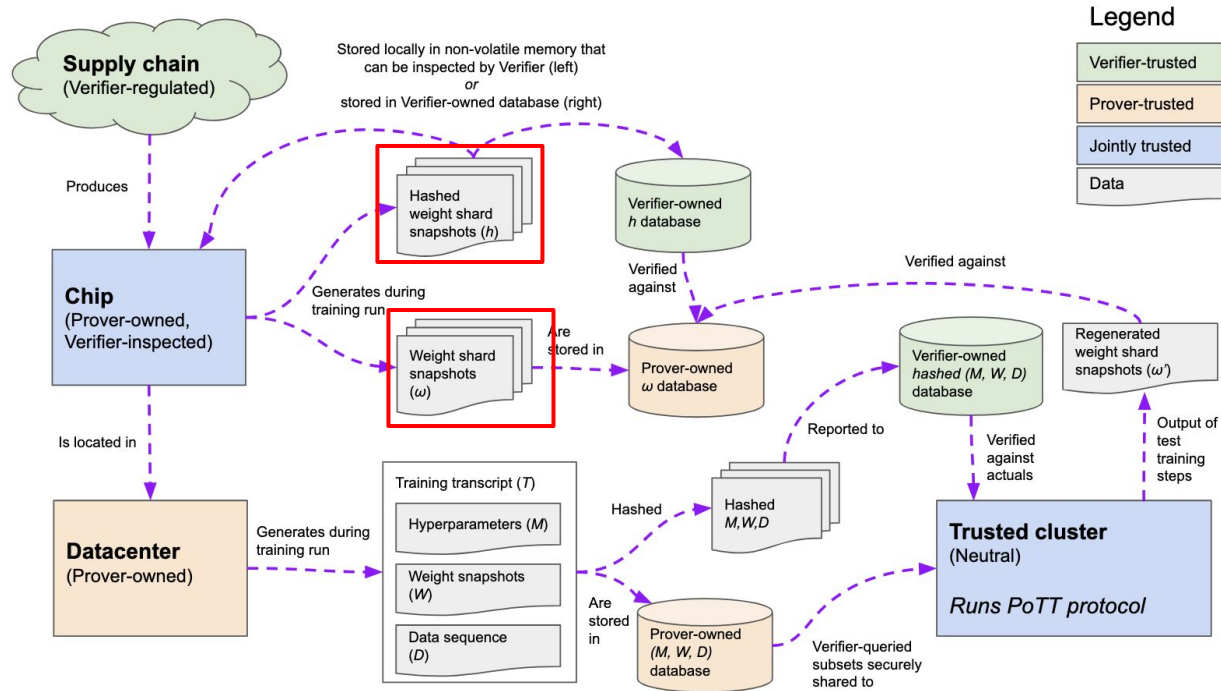 Legend
Verifier-trusted
Prover-trusted
Jointly trusted
Data
Supply chain
(Verifier-regulated)
Stored locally in non-volatile memory that
can be inspected by Verifier (left)
or
stored in Verifier-owned database (right)
Produces
Hashed
weight shard
snapshots (h)
Verifier-owned
h database
Verified
against
Verified against
Chip
(Prover-owned,
Verifier-inspected)
Generates during
training run
Weight shard
snapshots
(ω)
Are
stored in
Prover-owned
ω database
Verifier-owned
hashed (M, W, D)
database
Regenerated
weight shard
snapshots (ω')
Is located in
Reported to
Verified
against
actuals
Output of
test
training
steps
Datacenter
(Prover-owned)
Generates during
training run
Training transcript (T)
Hyperparameters (M)
Weight snapshots
(W)
Data sequence
(D)
Hashed
Hashed
M,W,D
Are
stored
in
Prover-owned
(M, W, D)
database
Verifier-queried
subsets securely
shared to
Trusted cluster
(Neutral)
Runs PoTT protocol